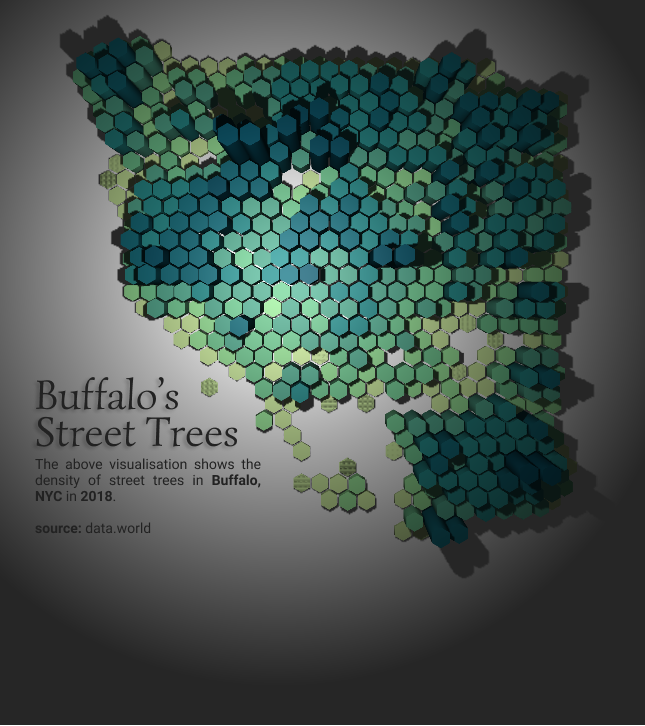 Buffalo's
Street Trees
The above visualisation shows the
density of street trees in Buffalo,
NYC in 2018.
source: data.world